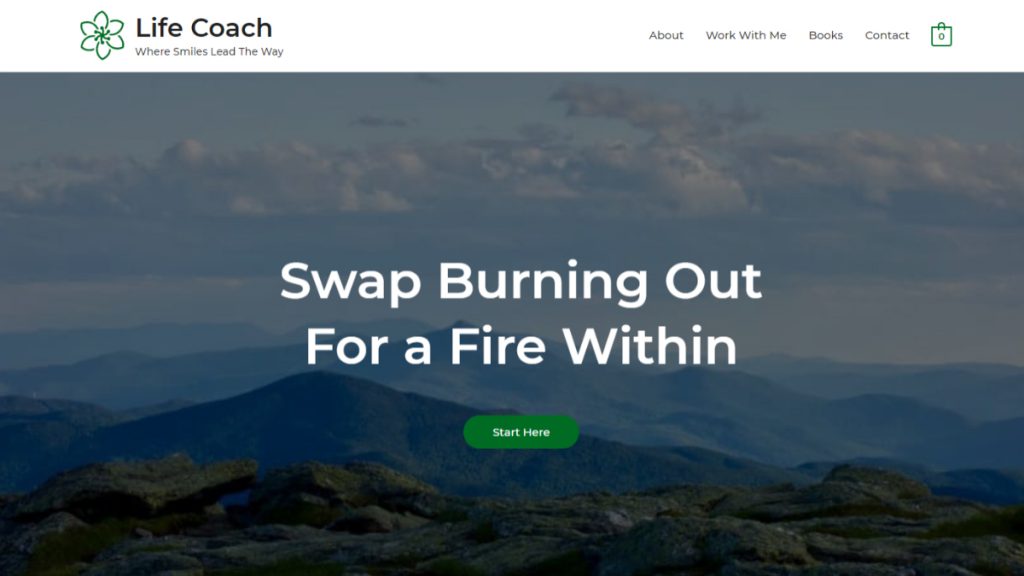 Life Coach
Where Smiles Lead The Way
About Work With Me Books Contact 0
Swap Burning Out
For a Fire Within
Start Here